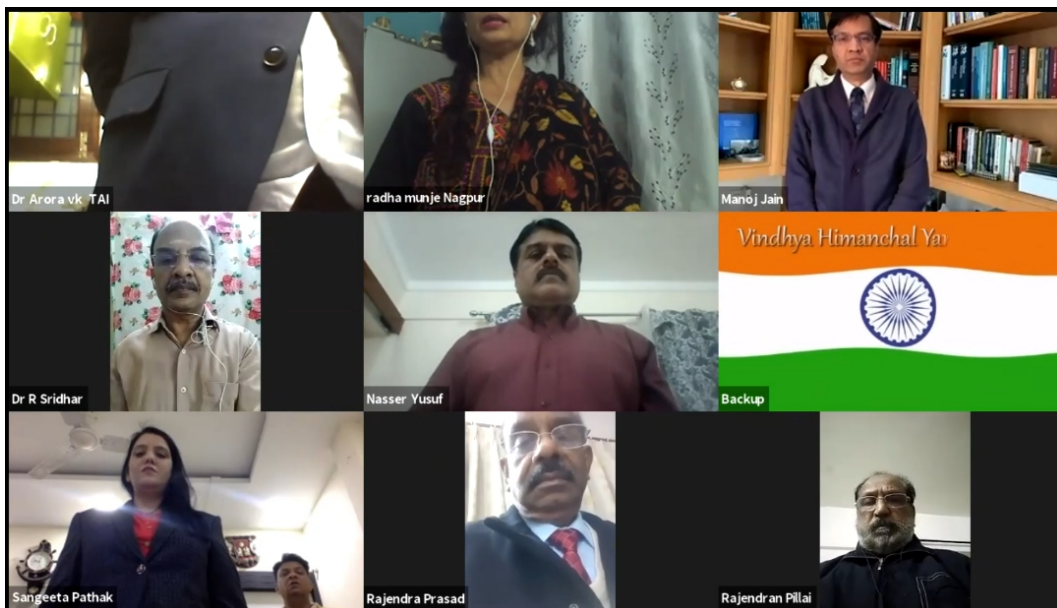 Dr Arora vk TAI
radha munje Nagpur
Manoj Jain
Dr R Sridhar
Nasser Yusuf
Vindhya Himanchal
Backup
Sangeeta Pathak
Rajendra Prasad
Rajendran Pillai